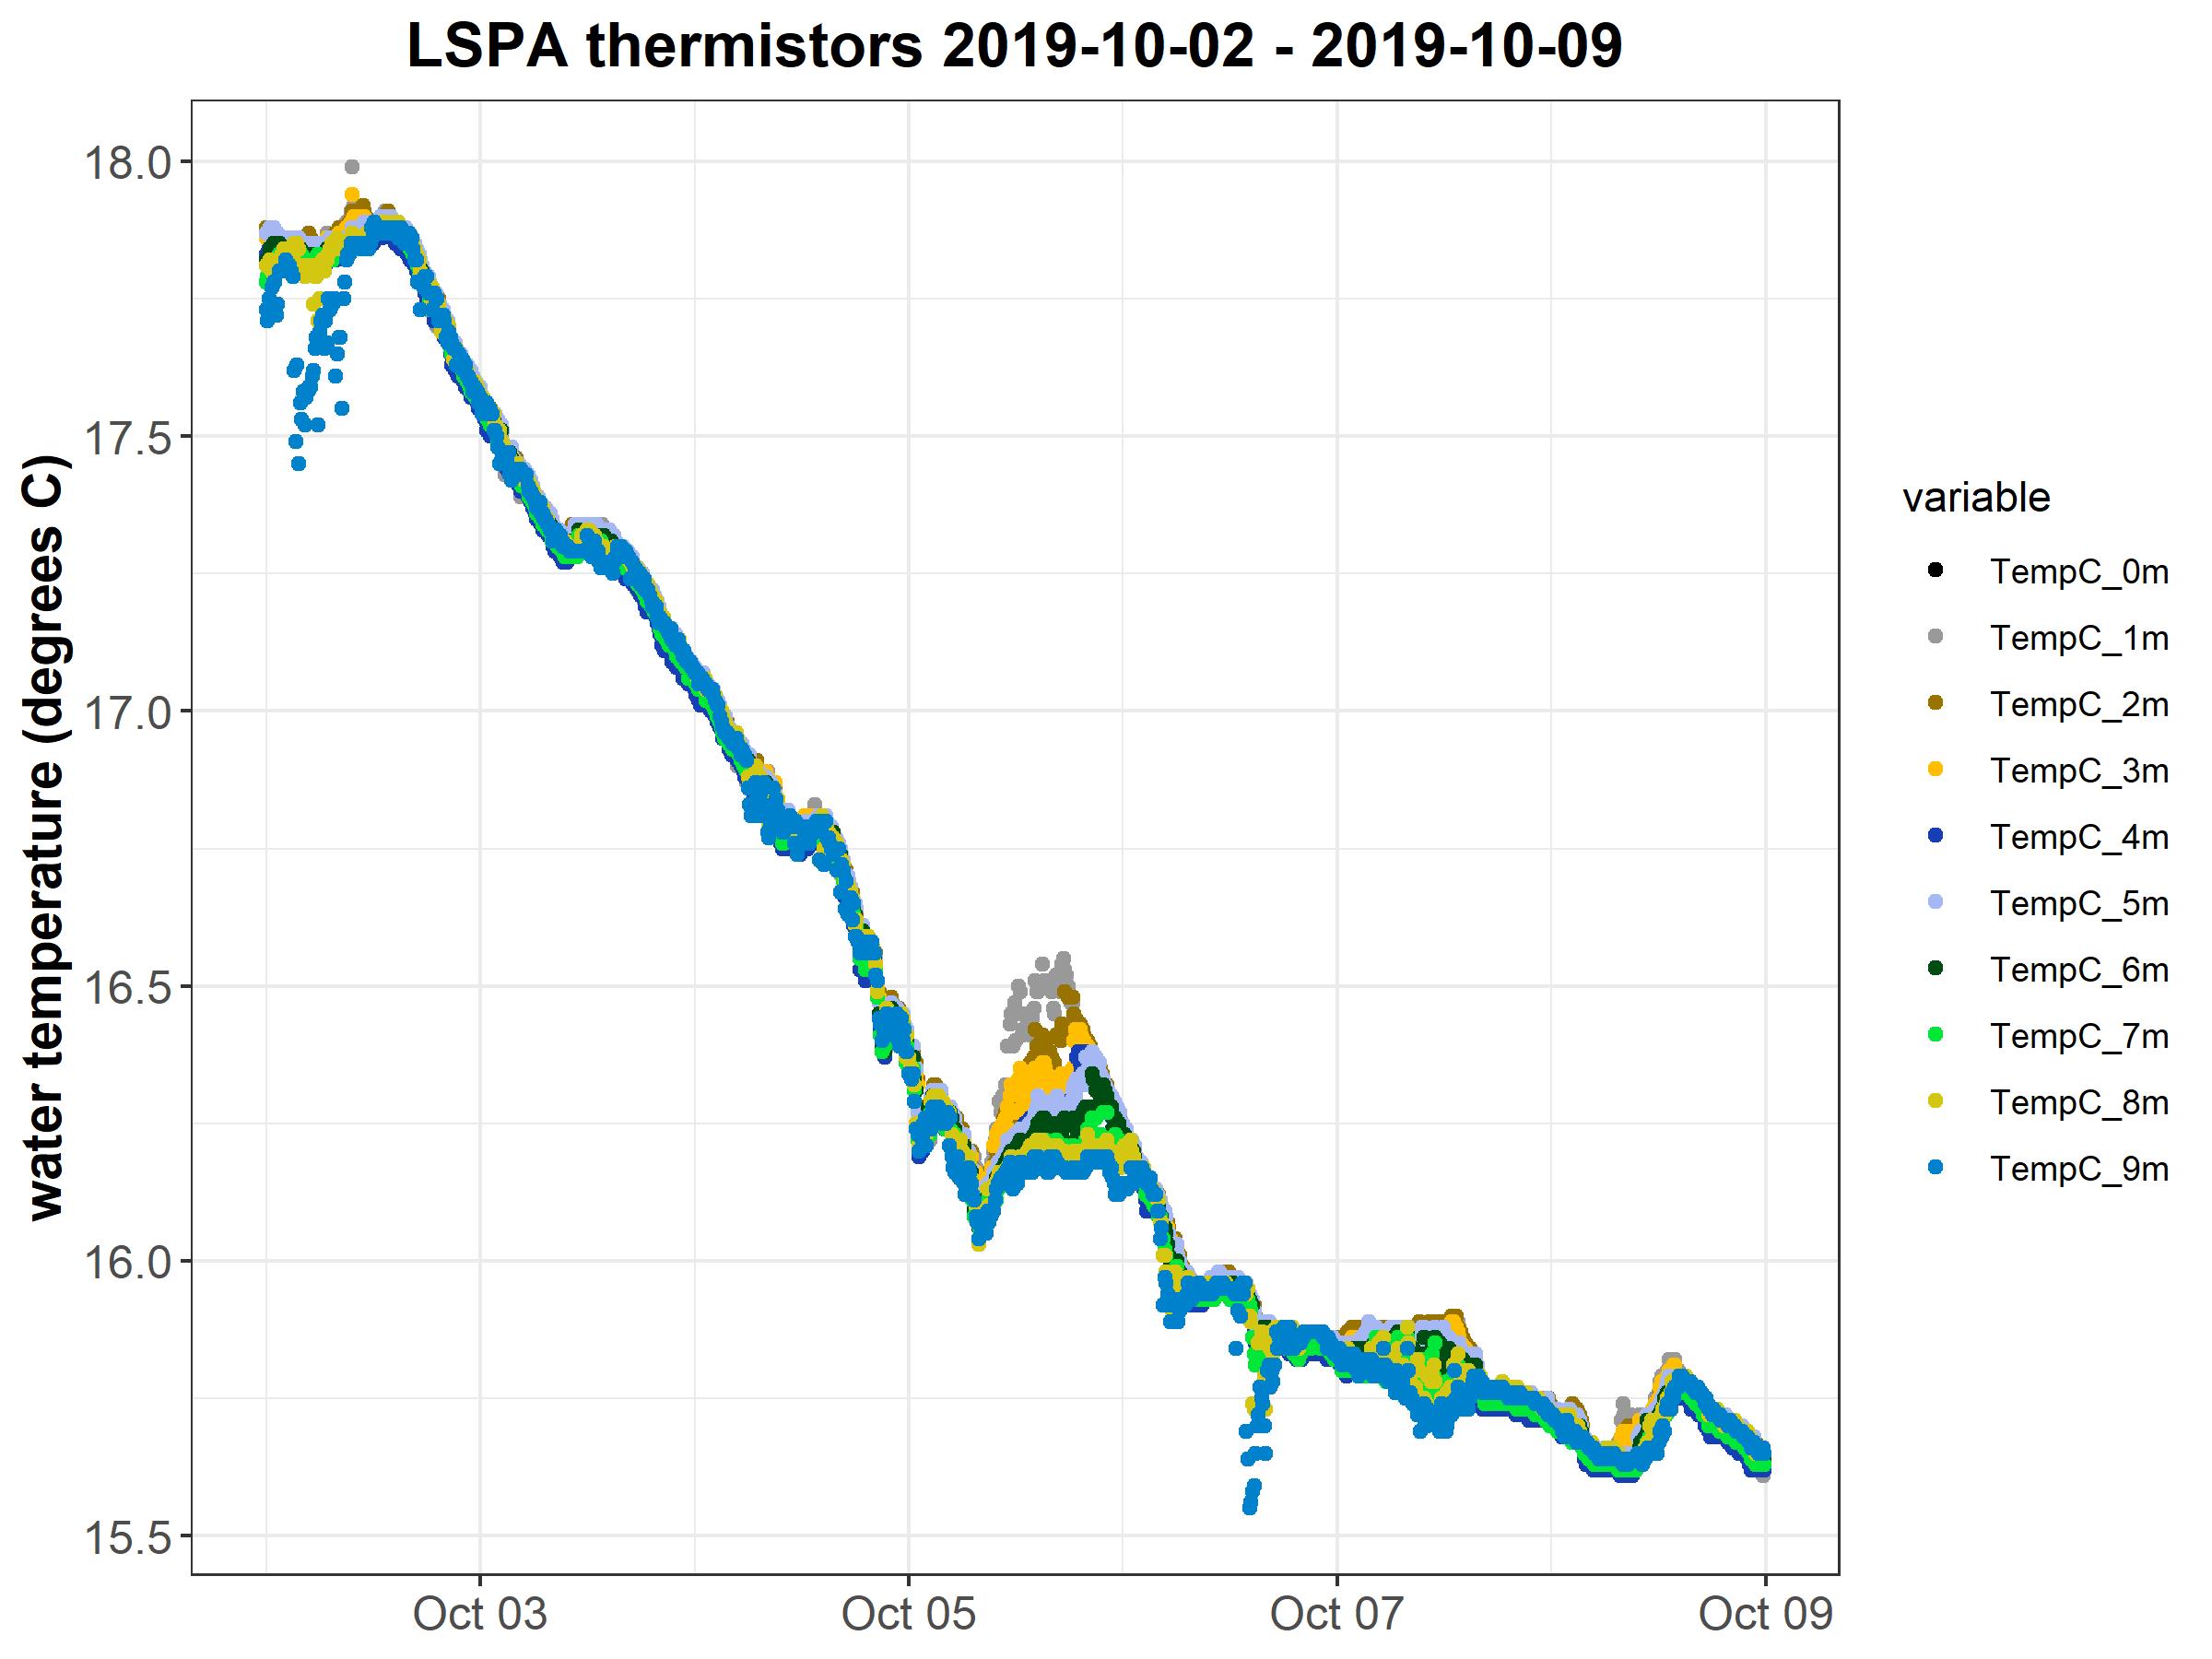 LSPA thermistors 2019-10-02 - 2019-10-09
water temperature (degrees C)
18.0
17.5
17.0
16.5
16.0
15.5
Oct 03
Oct 05
Oct 07
Oct 09
variable
TempC_0m
TempC_1m
TempC_2m
TempC_3m
TempC_4m
TempC_5m
TempC_6m
TempC_7m
TempC_8m
TempC_9m